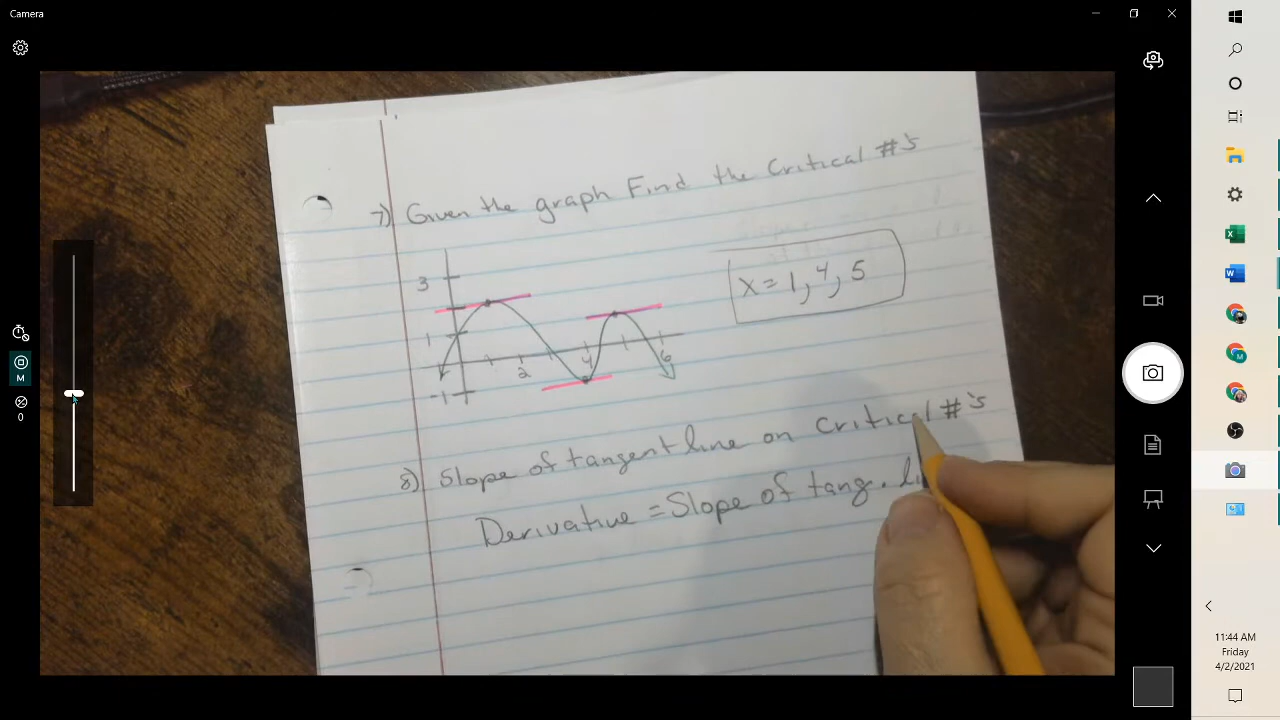 Camera
7) Given the graph Find the Critical #'s
3
1
-1
2
4
6
x = 1, 4, 5
8) Slope of tangent line on Critical #'s
Derivative = Slope of tang. li
M
0
11:44 AM
Friday
4/2/2021